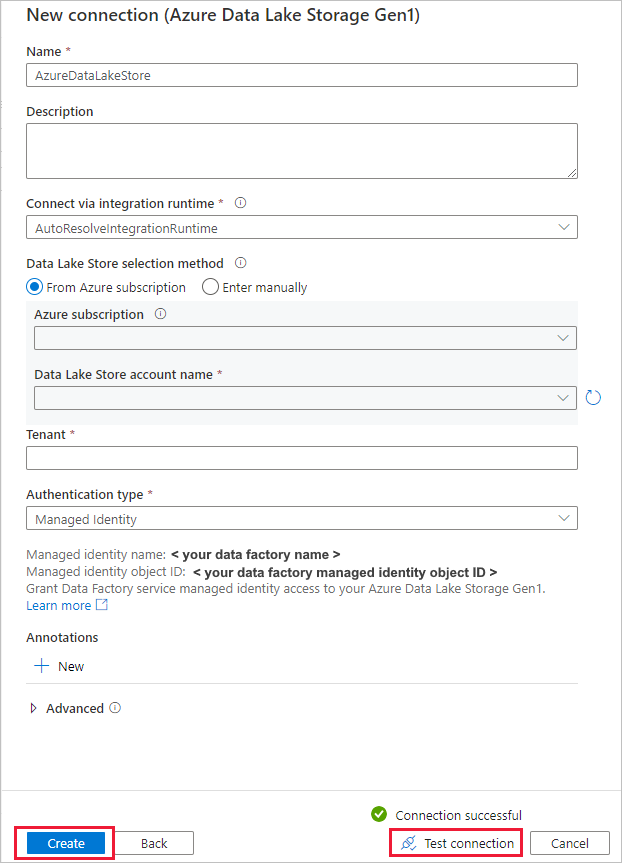 New connection (Azure Data Lake Storage Gen1)
Name *
AzureDataLakeStore
Description
Connect via integration runtime *
AutoResolveIntegrationRuntime
Data Lake Store selection method
From Azure subscription Enter manually
Azure subscription
Data Lake Store account name *
Tenant *
Authentication type *
Managed Identity
Managed identity name: < your data factory name >
Managed identity object ID: < your data factory managed identity object ID >
Grant Data Factory service managed identity access to your Azure Data Lake Storage Gen1.
Learn more
Annotations
New
Advanced
Connection successful
Create Back Test connection Cancel